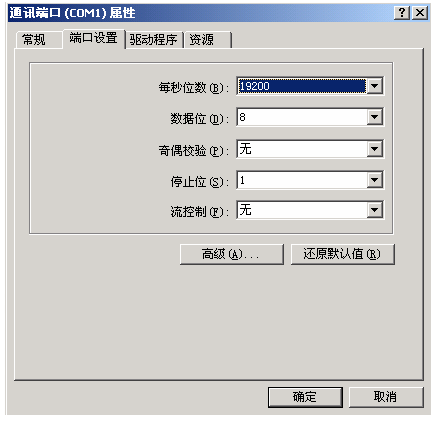 通讯端口 (COM1) 属性
常规 端口设置 驱动程序 资源
每秒位数(B): 19200
数据位(D): 8
奇偶校验(P): 无
停止位(S): 1
流控制(F): 无
高级(A)... 还原默认值(R)
确定 取消